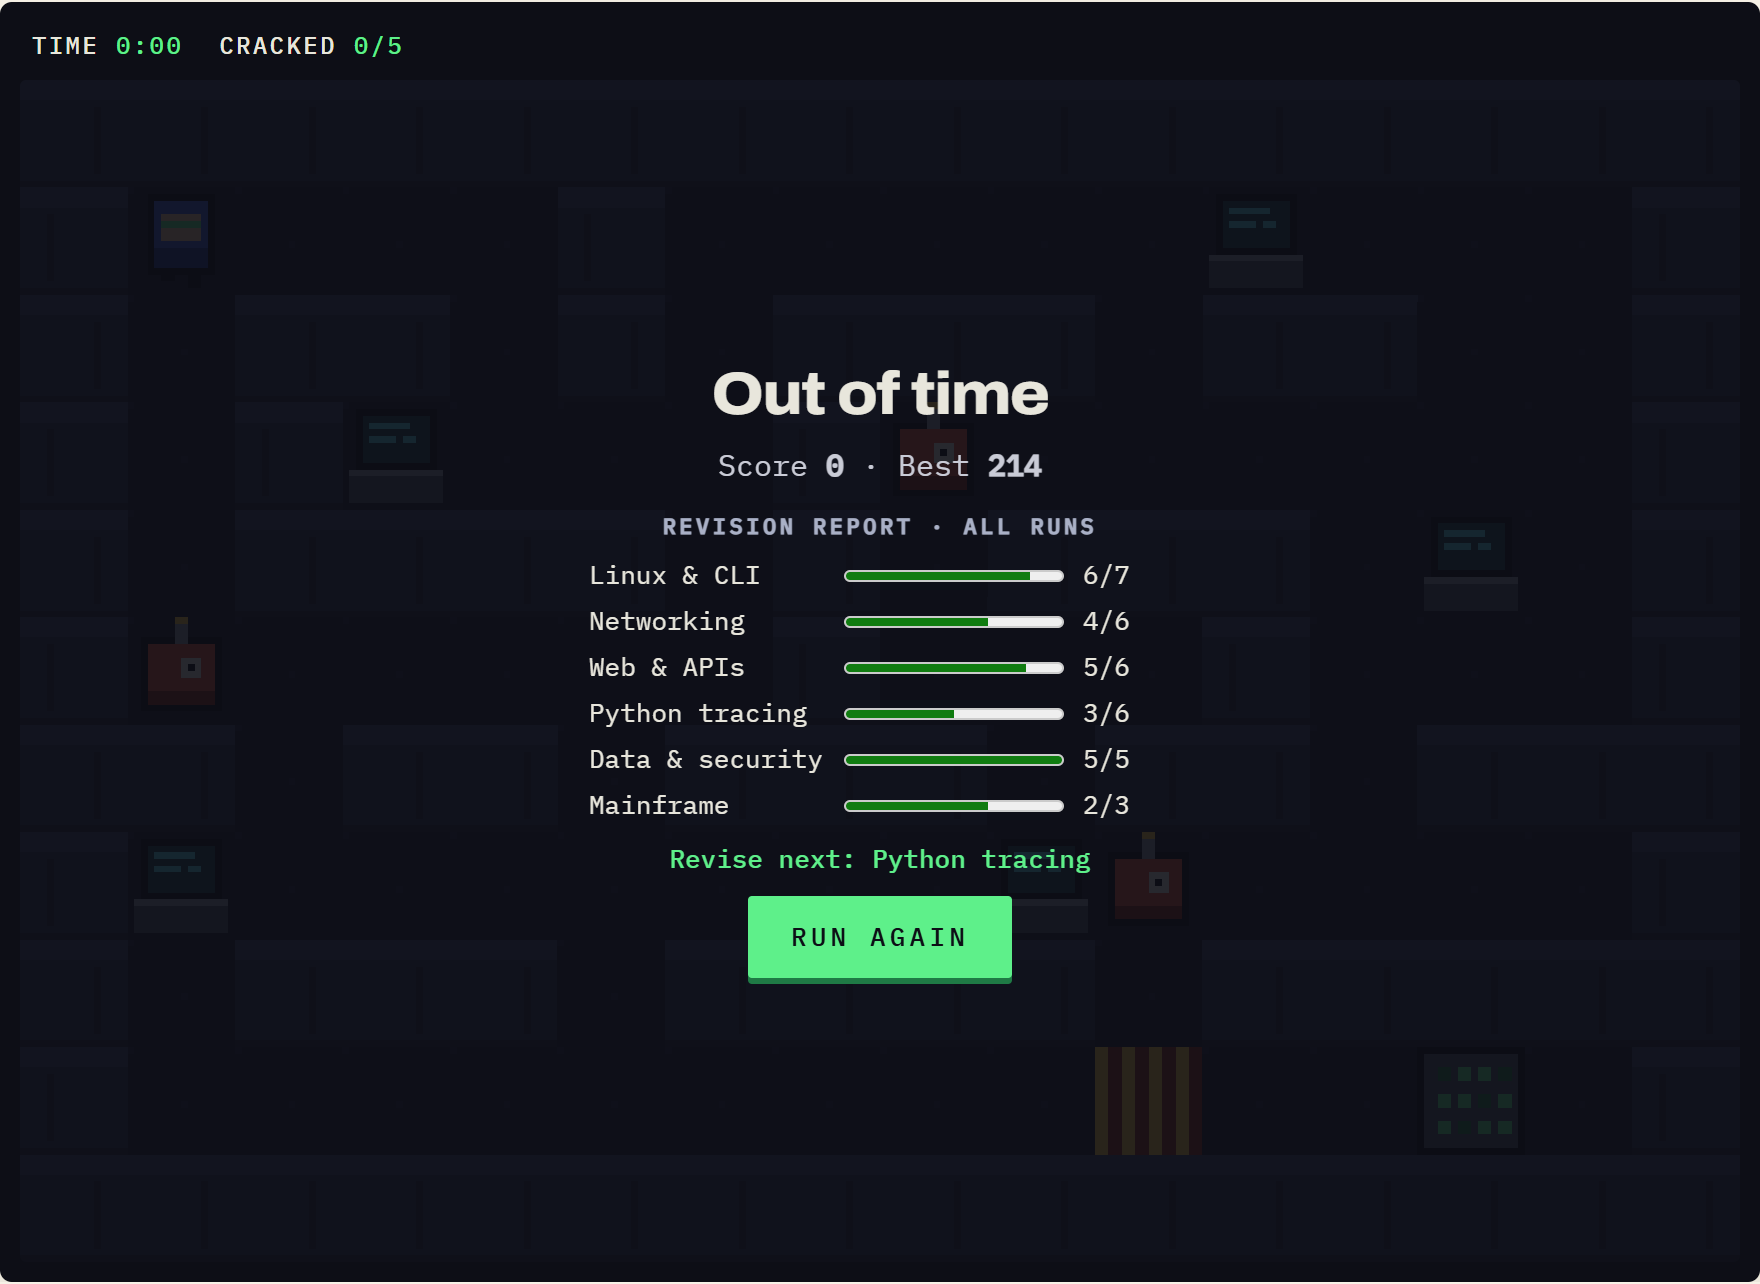 TIME 0:00 CRACKED 0/5
Out of time
Score 0 · Best 214
REVISION REPORT · ALL RUNS
Linux & CLI 6/7
Networking 4/6
Web & APIs 5/6
Python tracing 3/6
Data & security 5/5
Mainframe 2/3
Revise next: Python tracing
RUN AGAIN